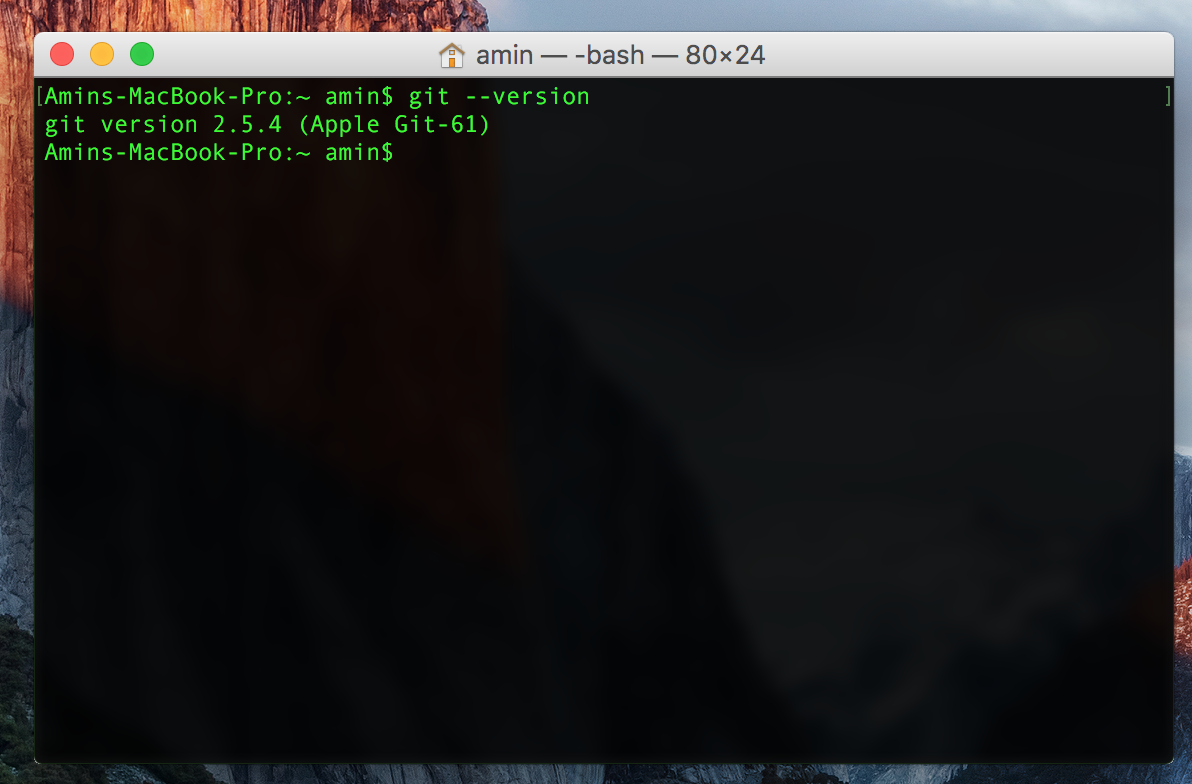 amin — -bash — 80×24
[Amins-MacBook-Pro:~ amin$ git --version ]
git version 2.5.4 (Apple Git-61)
Amins-MacBook-Pro:~ amin$